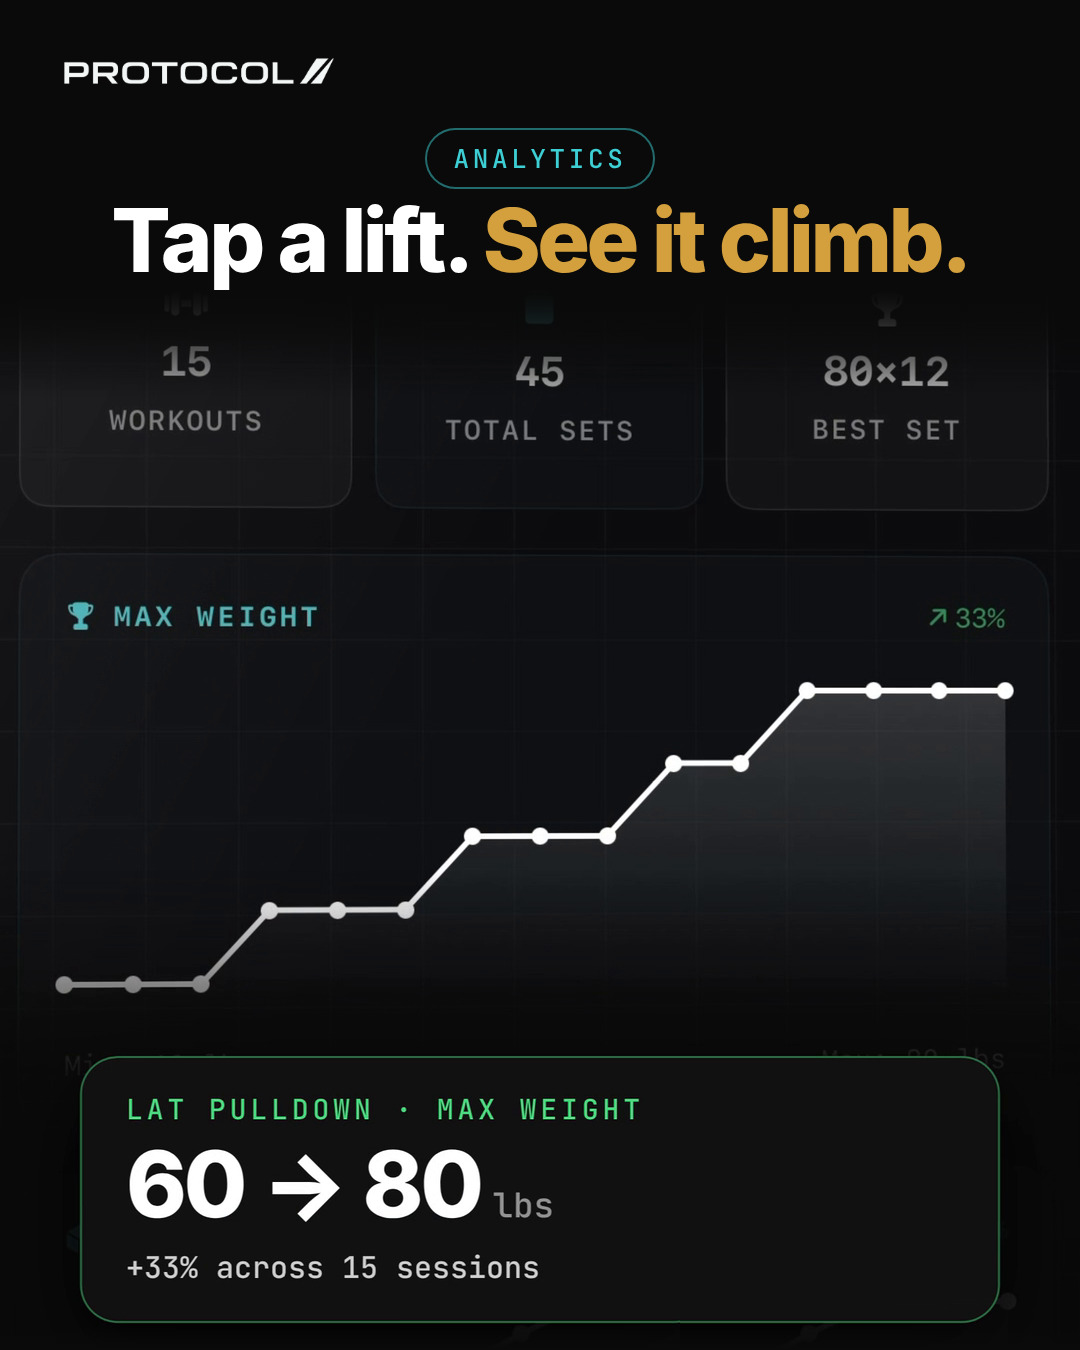 PROTOCOL
ANALYTICS
Tap a lift. See it climb.
15
WORKOUTS
45
TOTAL SETS
80×12
BEST SET
MAX WEIGHT
↗ 33%
lbs
LAT PULLDOWN · MAX WEIGHT
60 → 80 lbs
+33% across 15 sessions